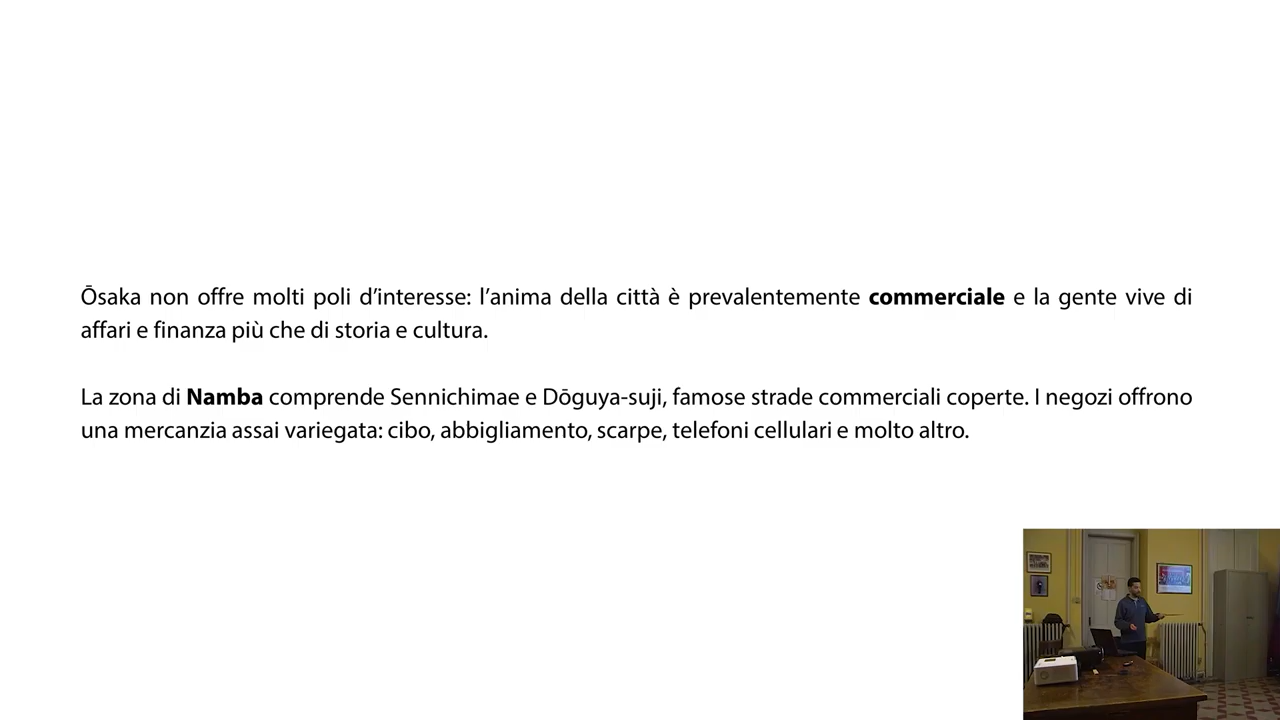 Ōsaka non offre molti poli d’interesse: l’anima della città è prevalentemente commerciale e la gente vive di
affari e finanza più che di storia e cultura.
La zona di Namba comprende Sennichimae e Dōguya-suji, famose strade commerciali coperte. I negozi offrono
una mercanzia assai variegata: cibo, abbigliamento, scarpe, telefoni cellulari e molto altro.